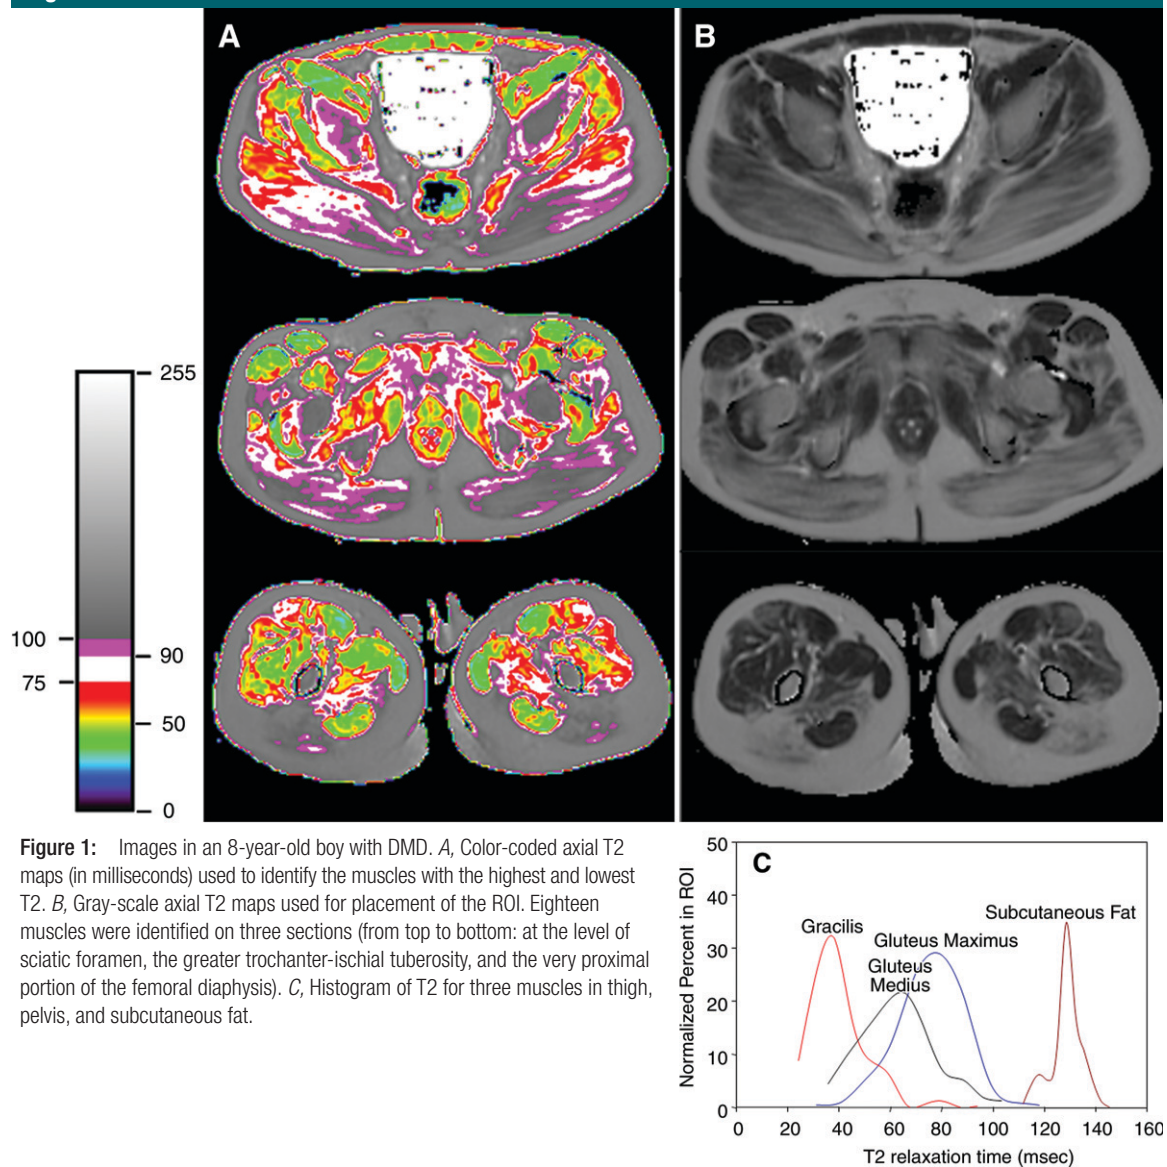 A
B
255
100
90
75
50
0
Figure 1: Images in an 8-year-old boy with DMD. A, Color-coded axial T2
maps (in milliseconds) used to identify the muscles with the highest and lowest
T2. B, Gray-scale axial T2 maps used for placement of the ROI. Eighteen
muscles were identified on three sections (from top to bottom: at the level of
sciatic foramen, the greater trochanter-ischial tuberosity, and the very proximal
portion of the femoral diaphysis). C, Histogram of T2 for three muscles in thigh,
pelvis, and subcutaneous fat.
C
Normalized Percent in ROI
50
40
30
20
10
0
Gracilis
Gluteus Maximus
Gluteus
Medius
Subcutaneous Fat
0 20 40 60 80 100 120 140 160
T2 relaxation time (msec)